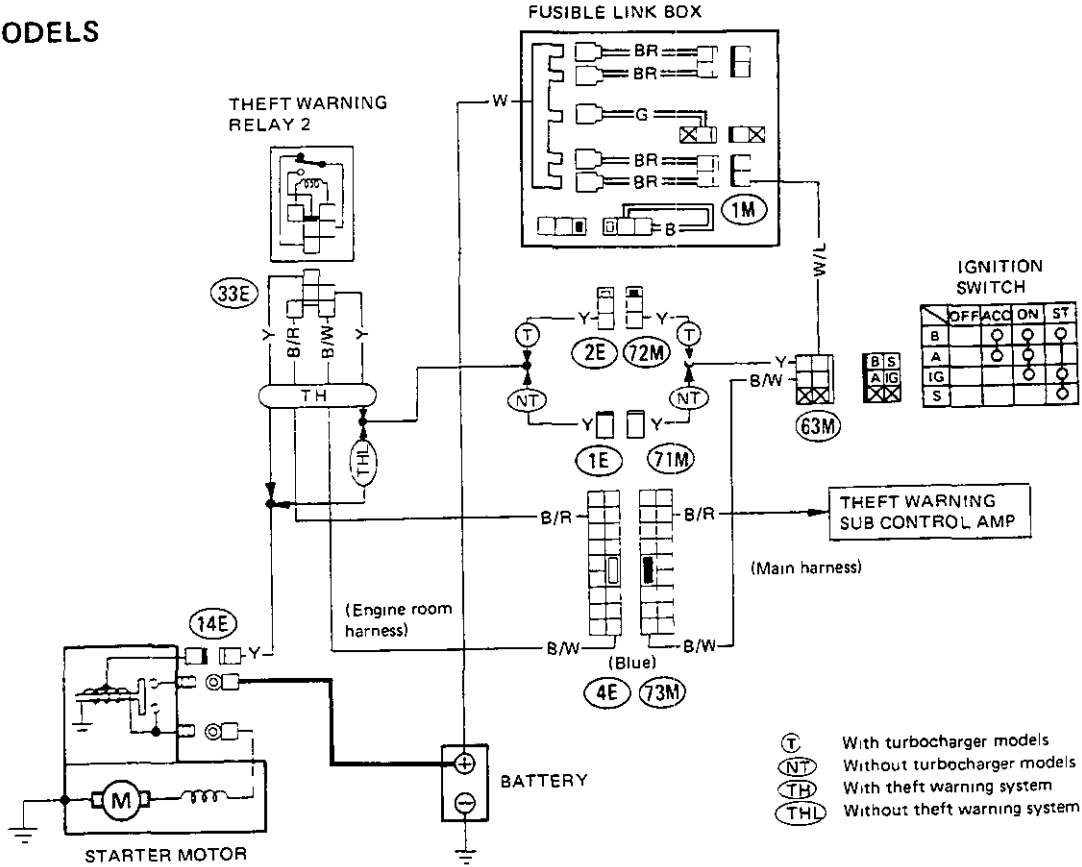 ODELS
FUSIBLE LINK BOX
BR
BR
W
G
BR
BR
1M
B
THEFT WARNING
RELAY 2
33E
Y
B/R
B/W
Y
TH
THL
T
Y
Y
T
2E
72M
NT
NT
Y
Y
1E
71M
W/L
Y
B/W
63M
B S
A IG
IGNITION
SWITCH
OFF ACC ON ST
B
A
IG
S
B/R
B/R
THEFT WARNING
SUB CONTROL AMP
(Main harness)
(Engine room
harness)
B/W
B/W
(Blue)
4E
73M
14E
Y
M
STARTER MOTOR
+
BATTERY
−
T With turbocharger models
NT Without turbocharger models
TH With theft warning system
THL Without theft warning system